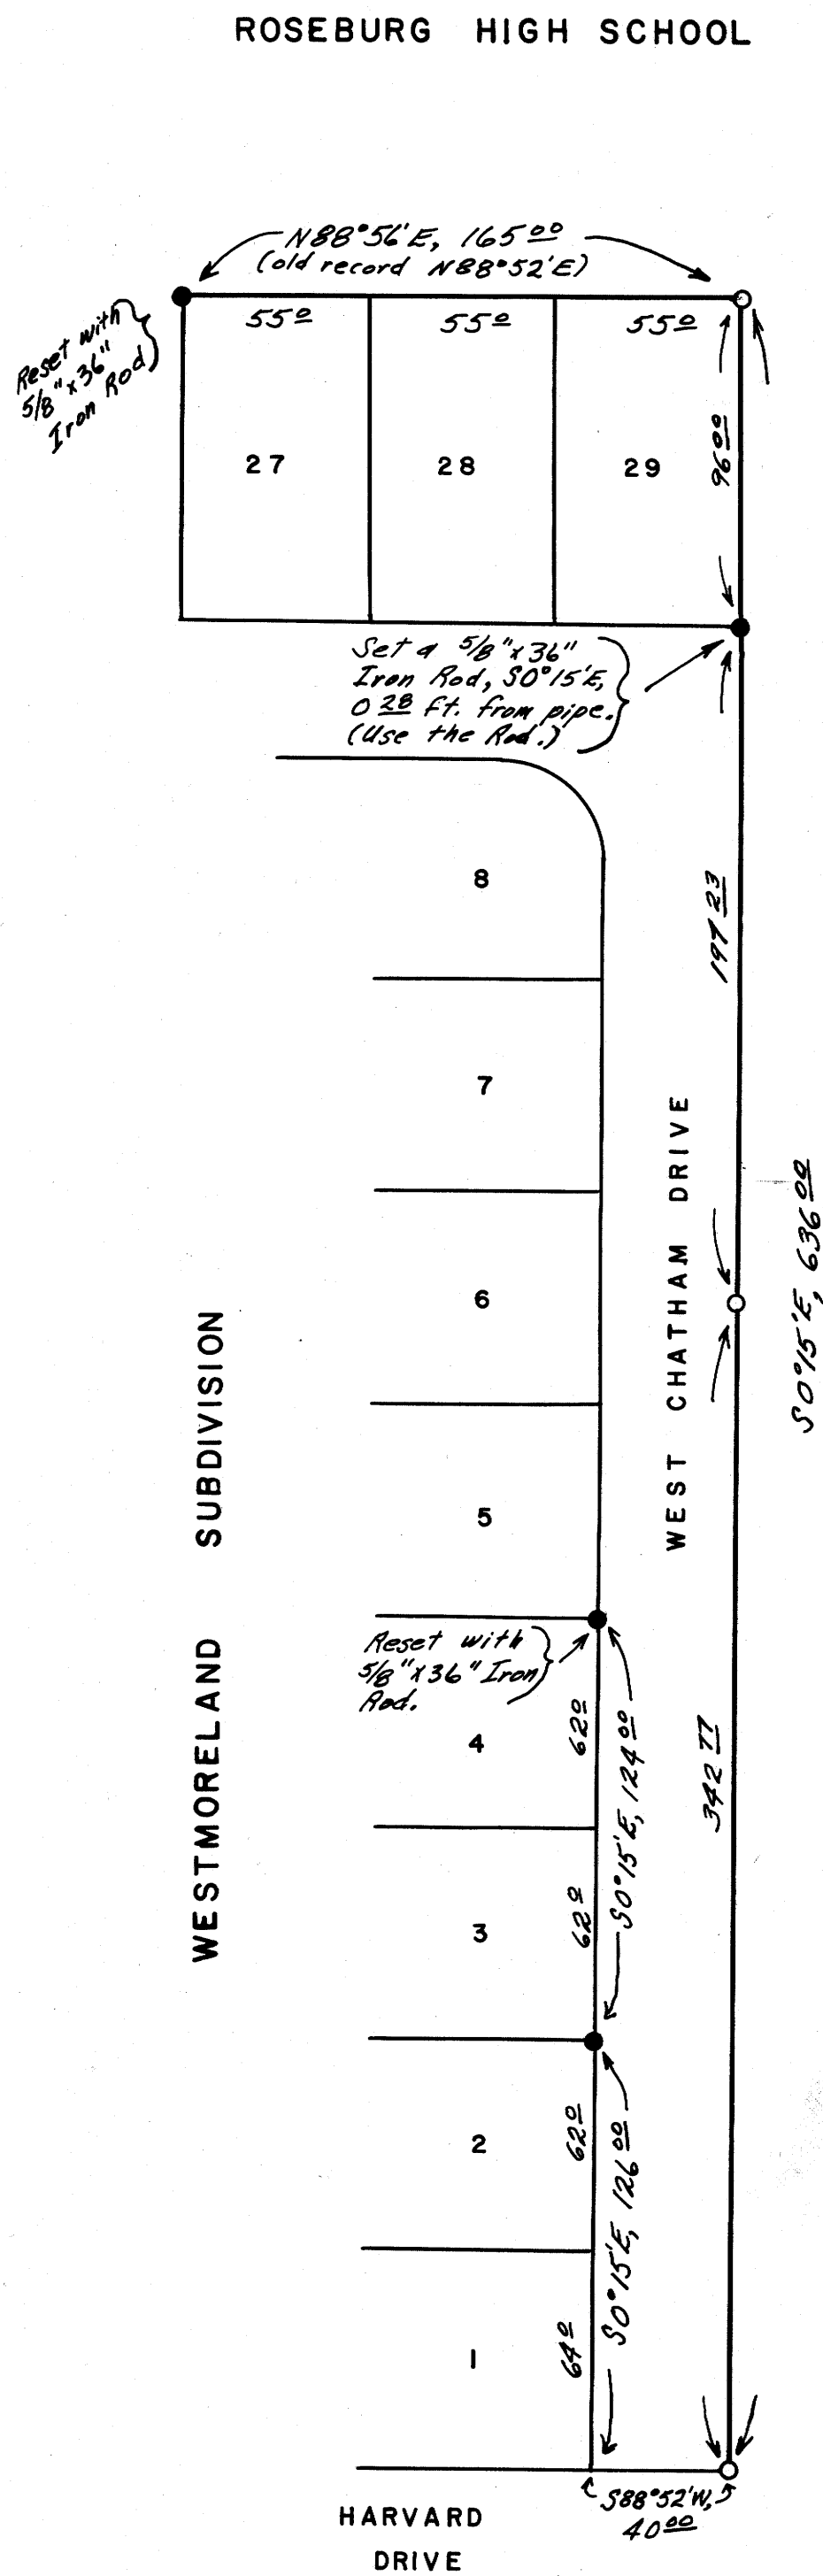 ROSEBURG HIGH SCHOOL
N88°56'E, 165 00
(old record N88°52'E)
Reset with
5/8" x 36"
Iron Rod
55 0
55 0
55 0
27
28
29
96 00
Set a 5/8" x 36"
Iron Rod, S0°15'E,
0 28 ft. from pipe.
(Use the Rod.)
8
197 23
7
WEST CHATHAM DRIVE
S0°15'E, 636 00
6
WESTMORELAND SUBDIVISION
5
Reset with
5/8" x 36" Iron
Rod.
4
62 0
S0°15'E, 124 00
342 77
3
62 0
2
62 0
S0°15'E, 126 00
1
64 0
S88°52'W,
40 00
HARVARD
DRIVE